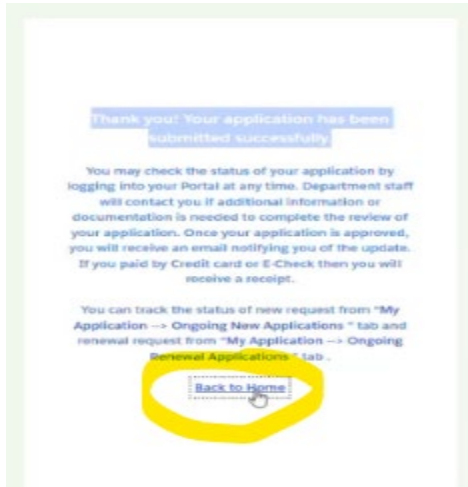 Thank you! Your application has been
submitted successfully.
You may check the status of your application by
logging into your Portal at any time. Department staff
will contact you if additional information or
documentation is needed to complete the review of
your application. Once your application is approved,
you will receive an email notifying you of the update.
If you paid by Credit card or E-Check then you will
receive a receipt.
You can track the status of new request from "My
Application --> Ongoing New Applications " tab and
renewal request from "My Application --> Ongoing
Renewal Applications " tab .
Back to Home